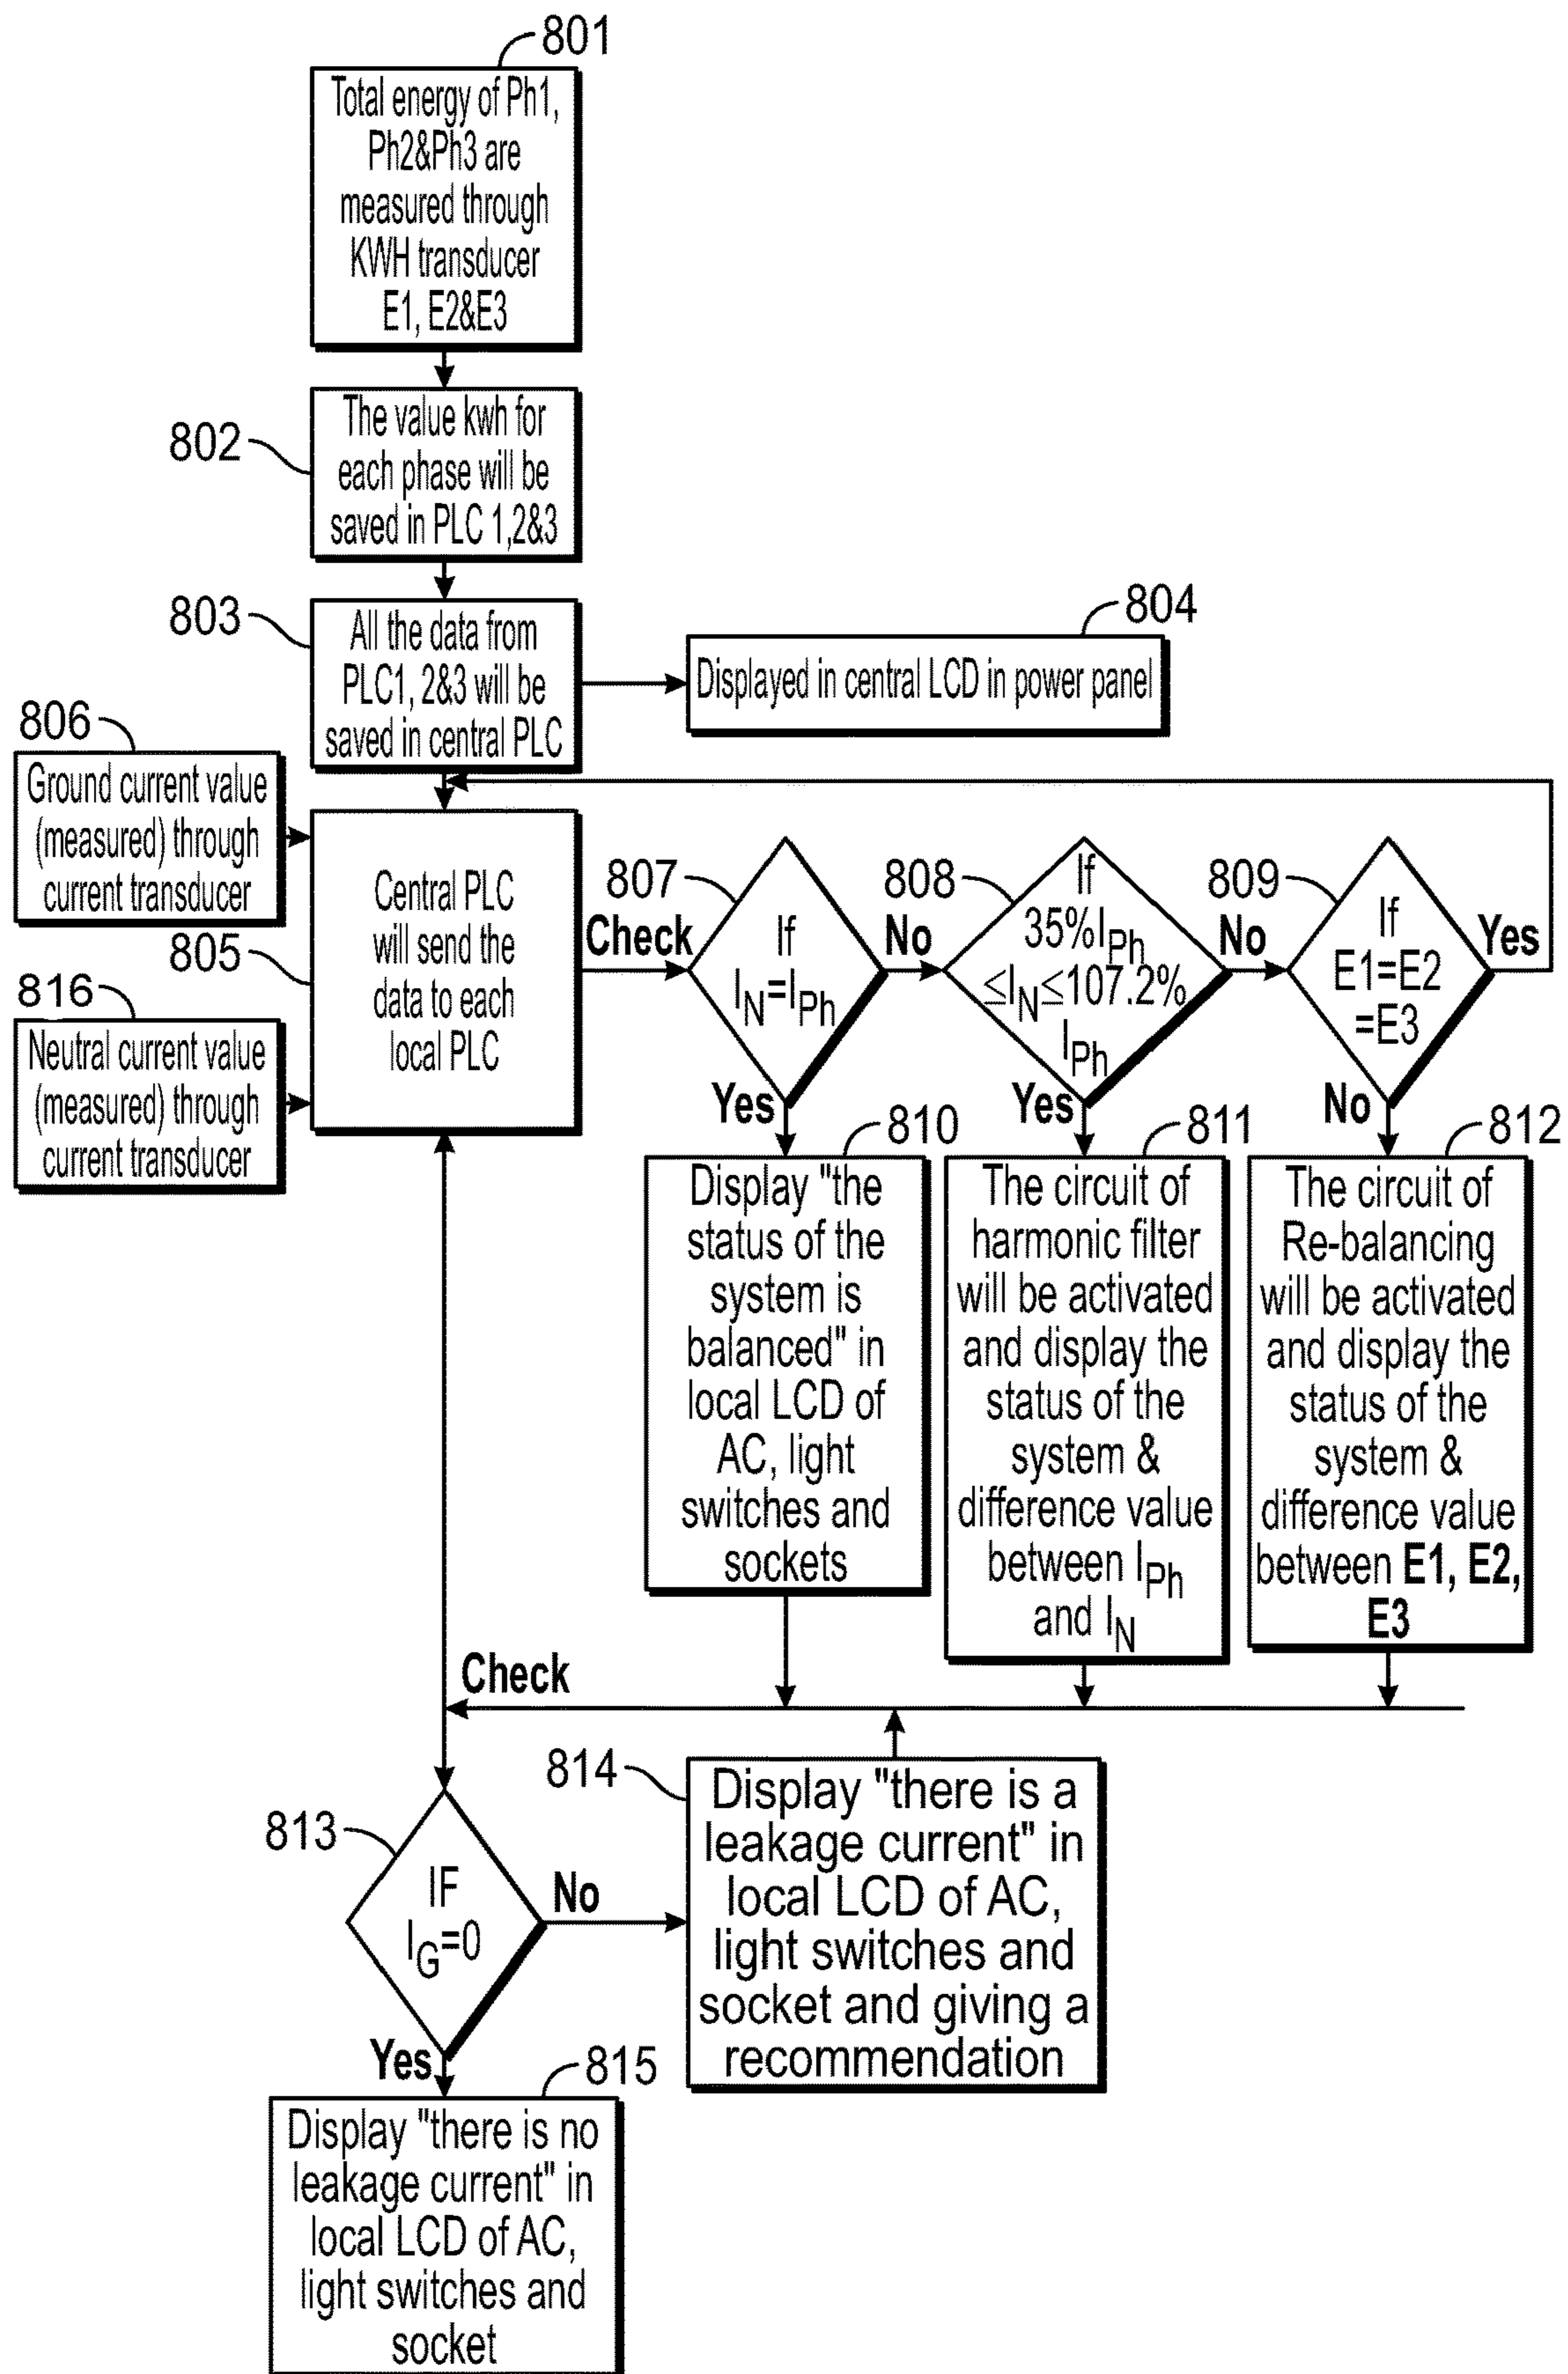 801
Total energy of Ph1,
Ph2&Ph3 are
measured through
KWH transducer
E1, E2&E3
802
The value kwh for
each phase will be
saved in PLC 1,2&3
803
All the data from
PLC1, 2&3 will be
saved in central PLC
804
Displayed in central LCD in power panel
806
Ground current value
(measured) through
current transducer
805
Central PLC
will send the
data to each
local PLC
816
Neutral current value
(measured) through
current transducer
Check
807
If
I_N=I_Ph
No
Yes
808
If
35%I_Ph
≤I_N≤107.2%
I_Ph
No
Yes
809
If
E1=E2
=E3
Yes
No
810
Display "the
status of the
system is
balanced" in
local LCD of
AC, light
switches and
sockets
811
The circuit of
harmonic filter
will be activated
and display the
status of the
system &
difference value
between I_Ph
and I_N
812
The circuit of
Re-balancing
will be activated
and display the
status of the
system &
difference value
between E1, E2,
E3
Check
813
IF
I_G=0
No
Yes
814
Display "there is a
leakage current" in
local LCD of AC,
light switches and
socket and giving a
recommendation
815
Display "there is no
leakage current" in
local LCD of AC,
light switches and
socket